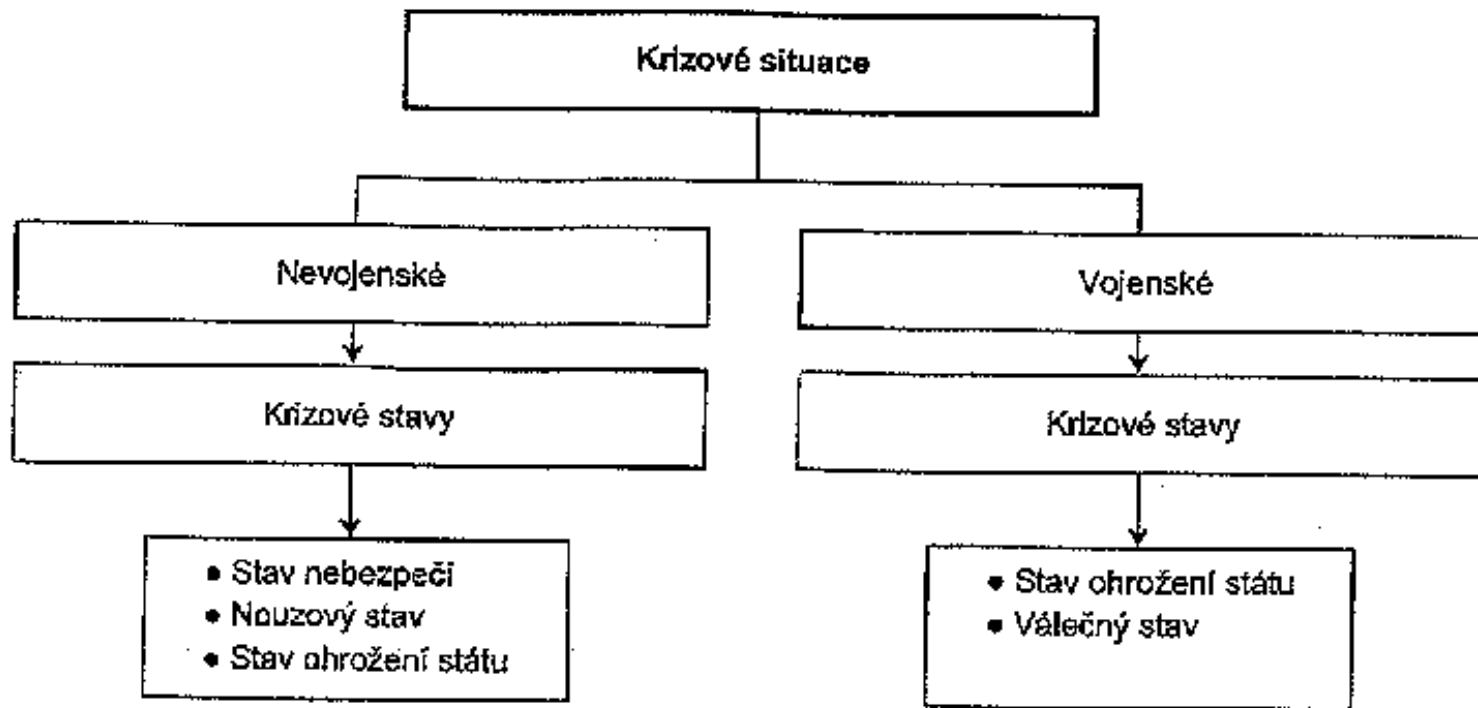 Krizové situace
Nevojenské
Vojenské
Krizové stavy
Krizové stavy
● Stav nebezpečí
● Nouzový stav
● Stav ohrožení státu
● Stav ohrožení státu
● Válečný stav